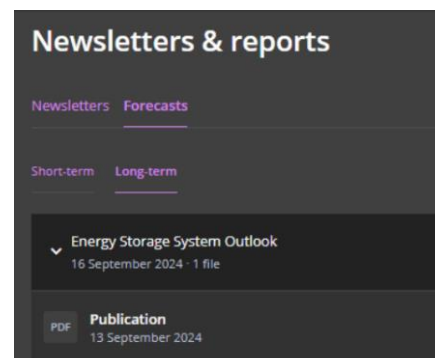 Newsletters & reports
Newsletters Forecasts
Short-term Long-term
Energy Storage System Outlook
16 September 2024 · 1 file
PDF Publication
13 September 2024